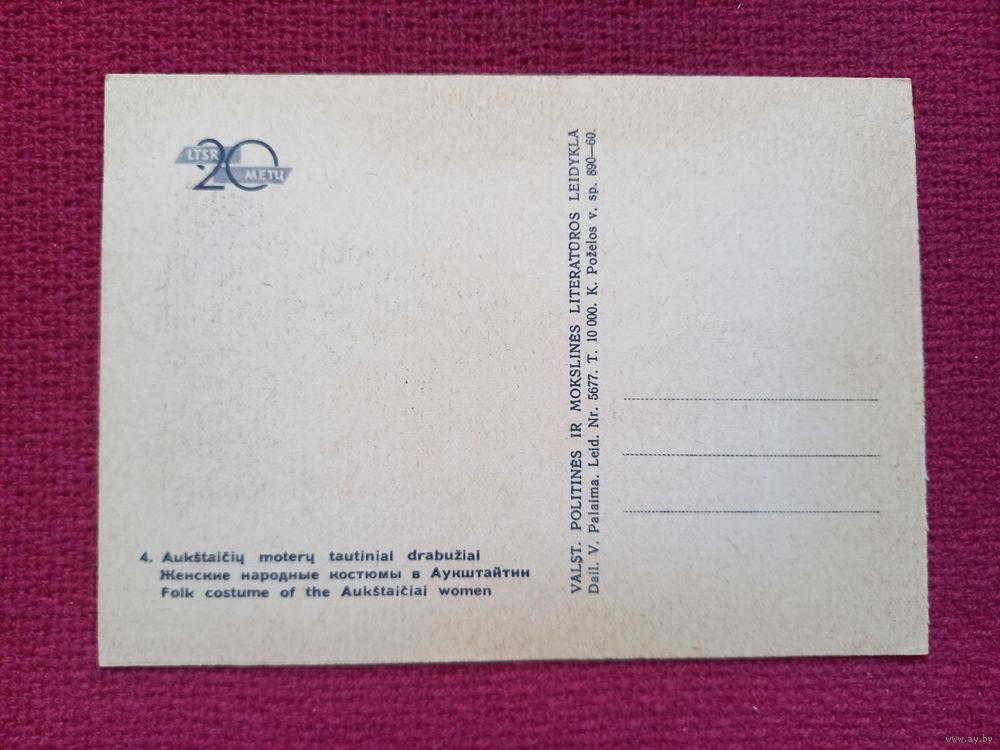 LTSR
20
METŲ
4. Aukštaičių moterų tautiniai drabužiai
Женские народные костюмы в Аукштайтии
Folk costume of the Aukštaičiai women
VALST. POLITINĖS IR MOKSLINĖS LITERATŪROS LEIDYKLA
Dail. V. Palaima. Leid. Nr. 5677. T. 10 000. K. Poželos v. sp. 890—60.
www.ay.by